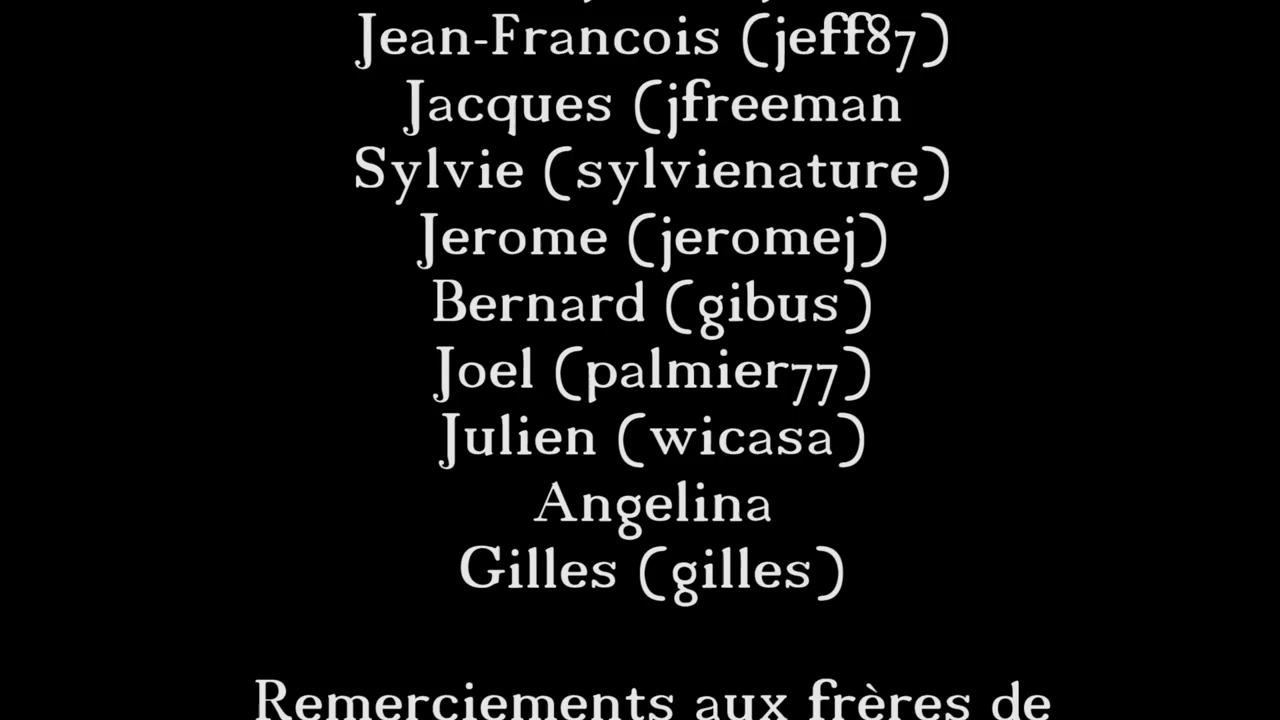 Jean-Francois (jeff87)
Jacques (jfreeman
Sylvie (sylvienature)
Jerome (jeromej)
Bernard (gibus)
Joel (palmier77)
Julien (wicasa)
Angelina
Gilles (gilles)
Remerciements aux frères de